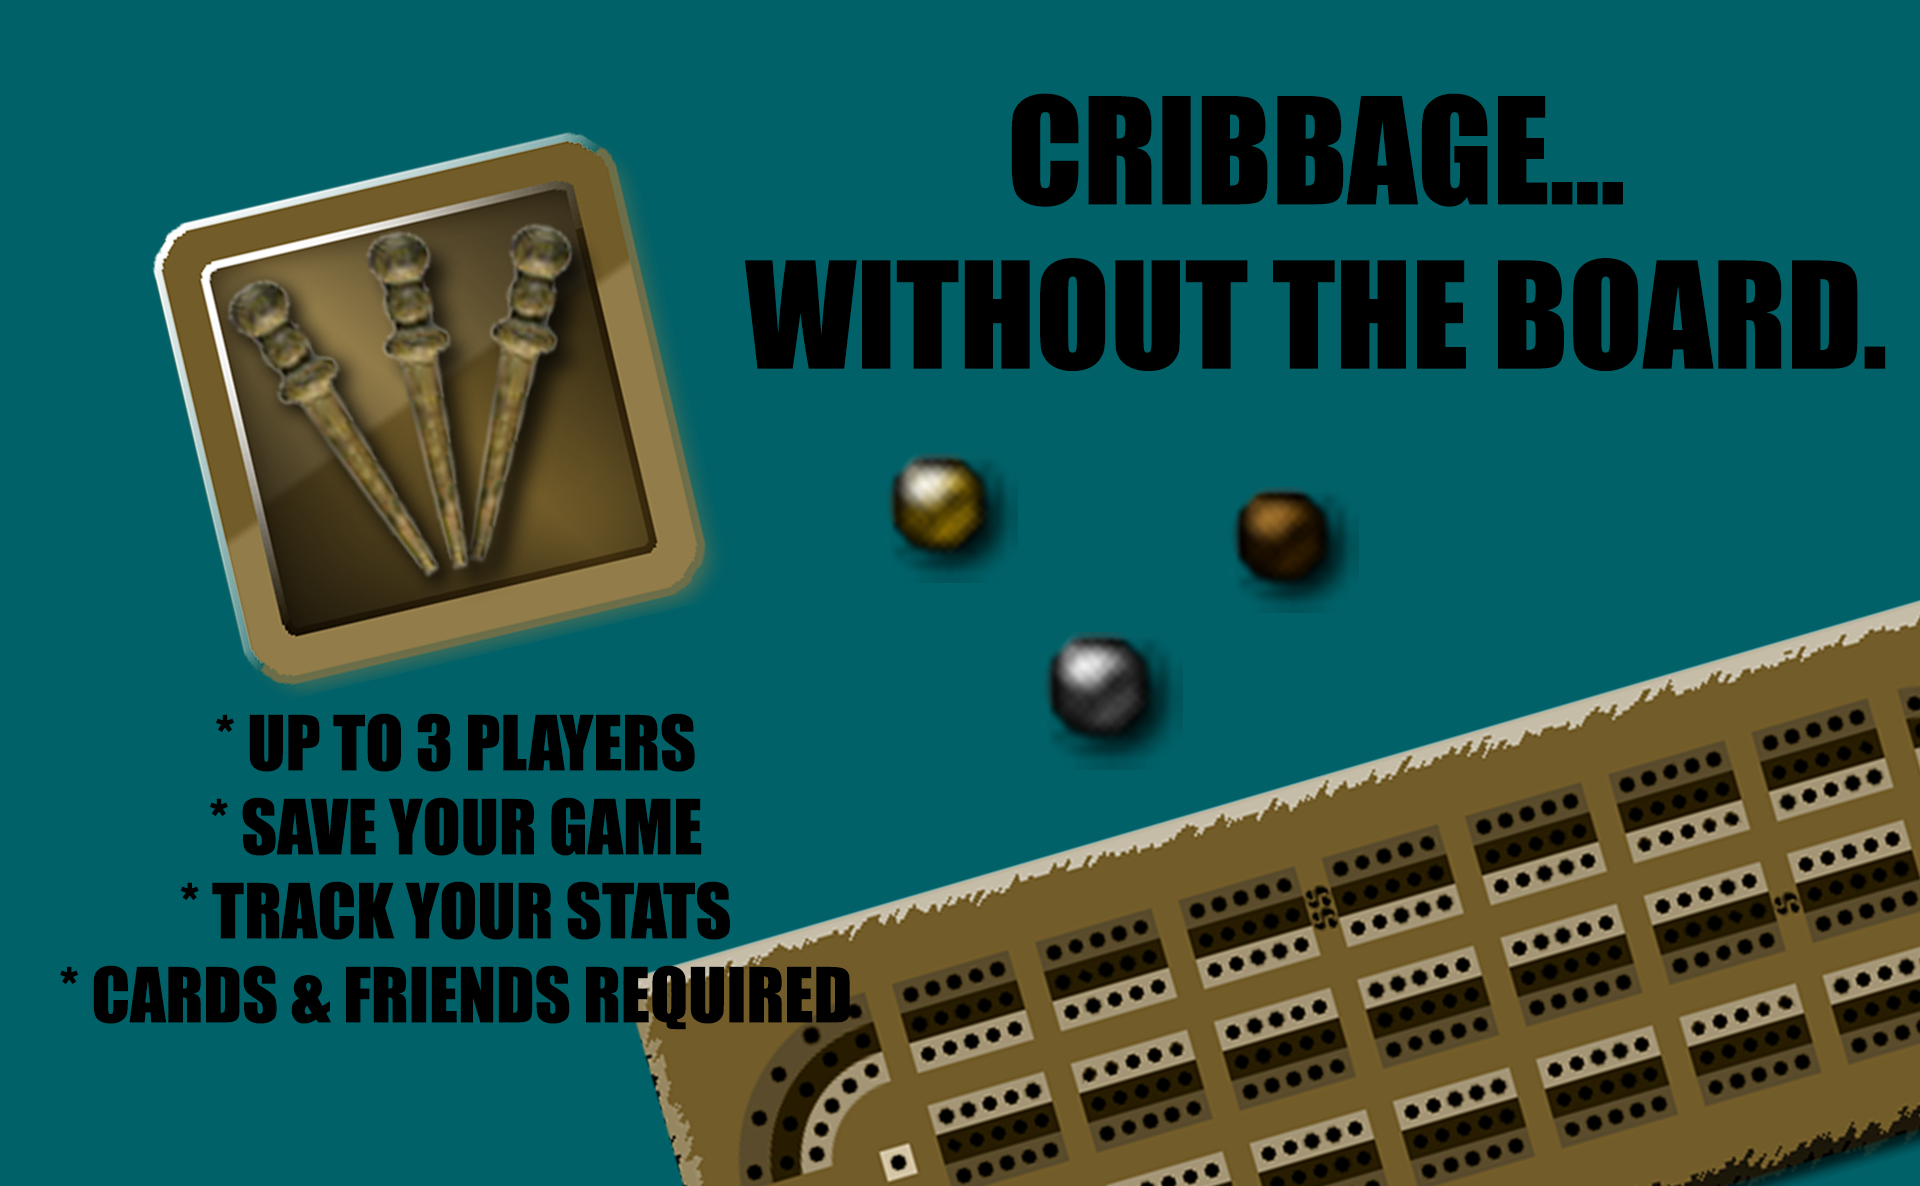 CRIBBAGE...
WITHOUT THE BOARD.
* UP TO 3 PLAYERS
* SAVE YOUR GAME
* TRACK YOUR STATS
* CARDS & FRIENDS REQUIRED